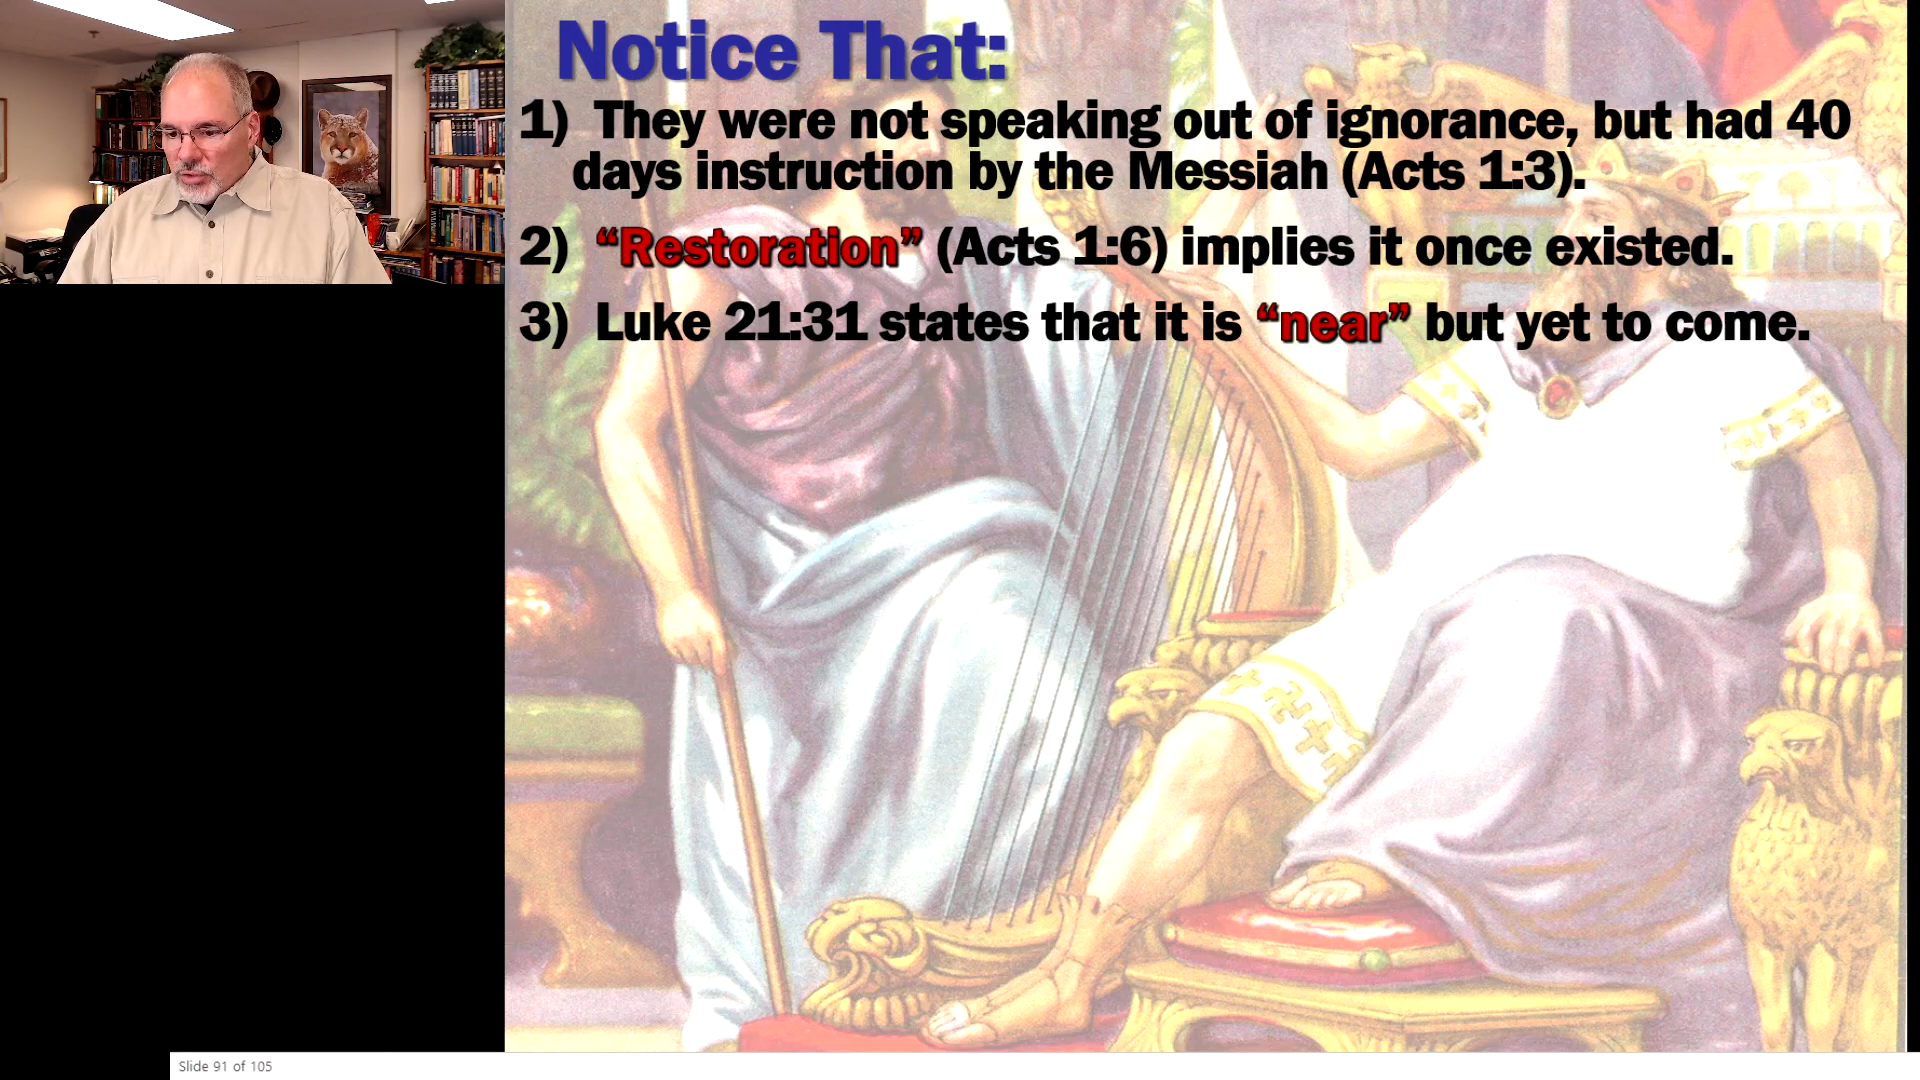 Notice That:
1) They were not speaking out of ignorance, but had 40
days instruction by the Messiah (Acts 1:3).
2) “Restoration” (Acts 1:6) implies it once existed.
3) Luke 21:31 states that it is “near” but yet to come.
Slide 91 of 105